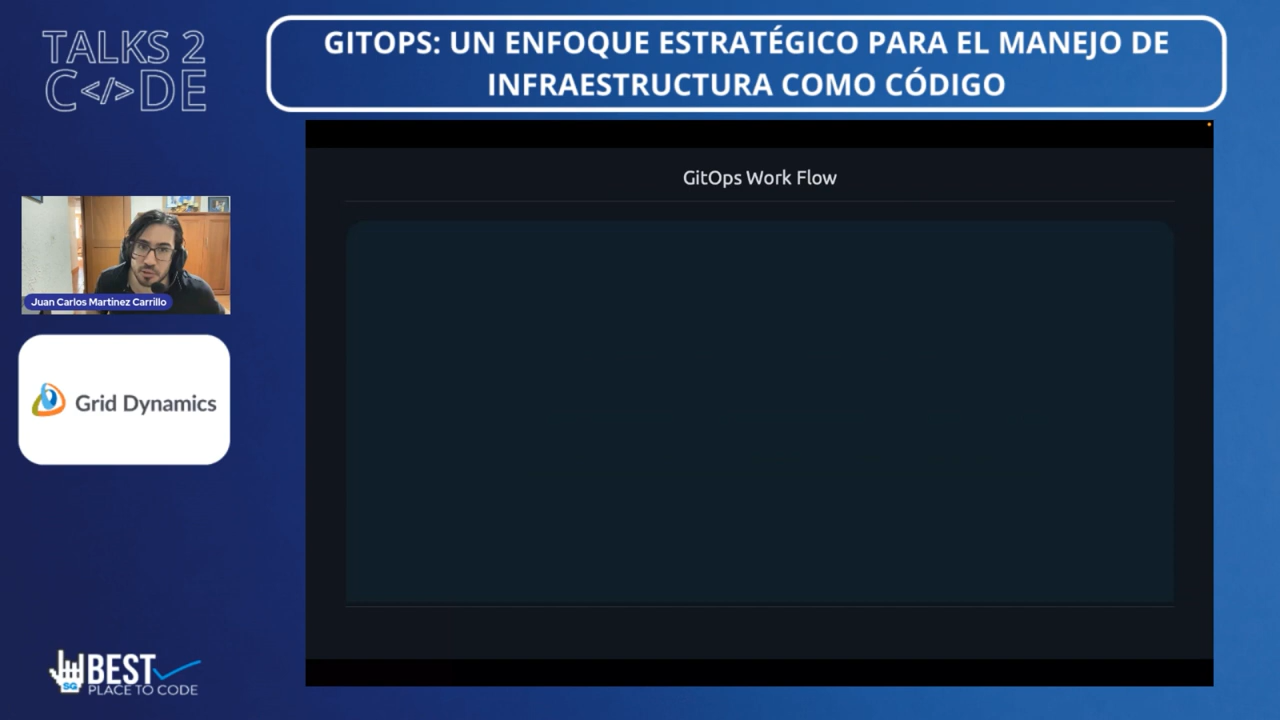 TALKS 2
C</>DE
GITOPS: UN ENFOQUE ESTRATÉGICO PARA EL MANEJO DE
INFRAESTRUCTURA COMO CÓDIGO
GitOps Work Flow
Juan Carlos Martinez Carrillo
Grid Dynamics
SG
BEST
PLACE TO CODE